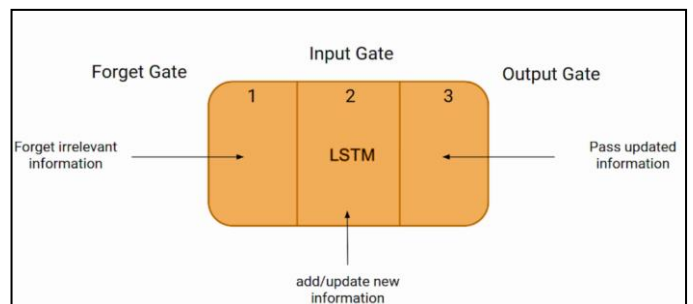 Input Gate
Forget Gate
Output Gate
1
2
3
Forget irrelevant
information
LSTM
Pass updated
information
add/update new
information